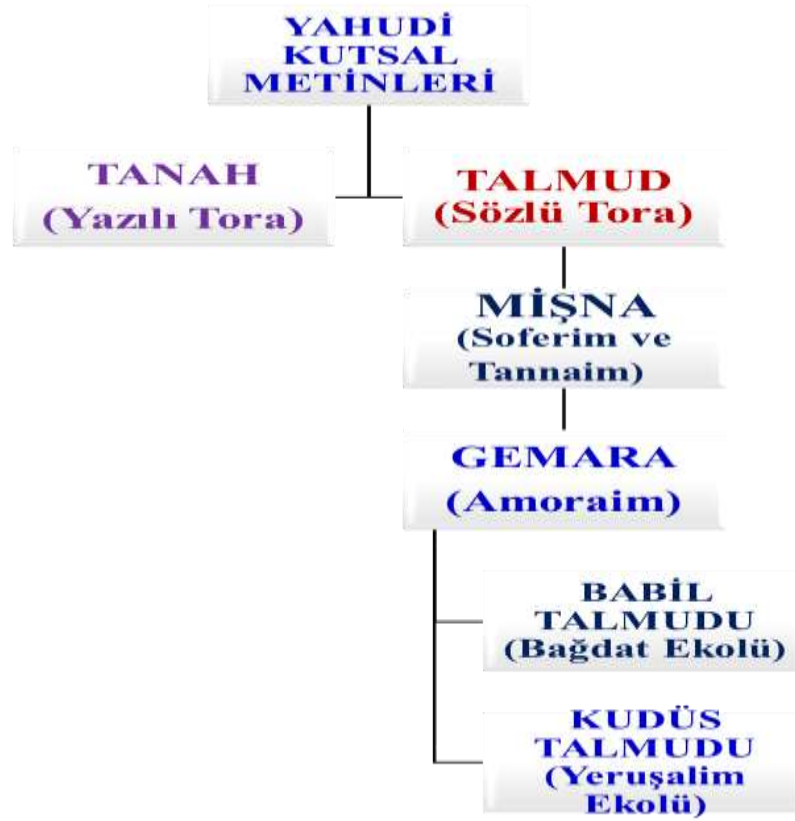 YAHUDİ
KUTSAL
METİNLERİ
TANAH
(Yazılı Tora)
TALMUD
(Sözlü Tora)
MİŞNA
(Soferim ve
Tannaim)
GEMARA
(Amoraim)
BABİL
TALMUDU
(Bağdat Ekolü)
KUDÜS
TALMUDU
(Yeruşalim
Ekolü)